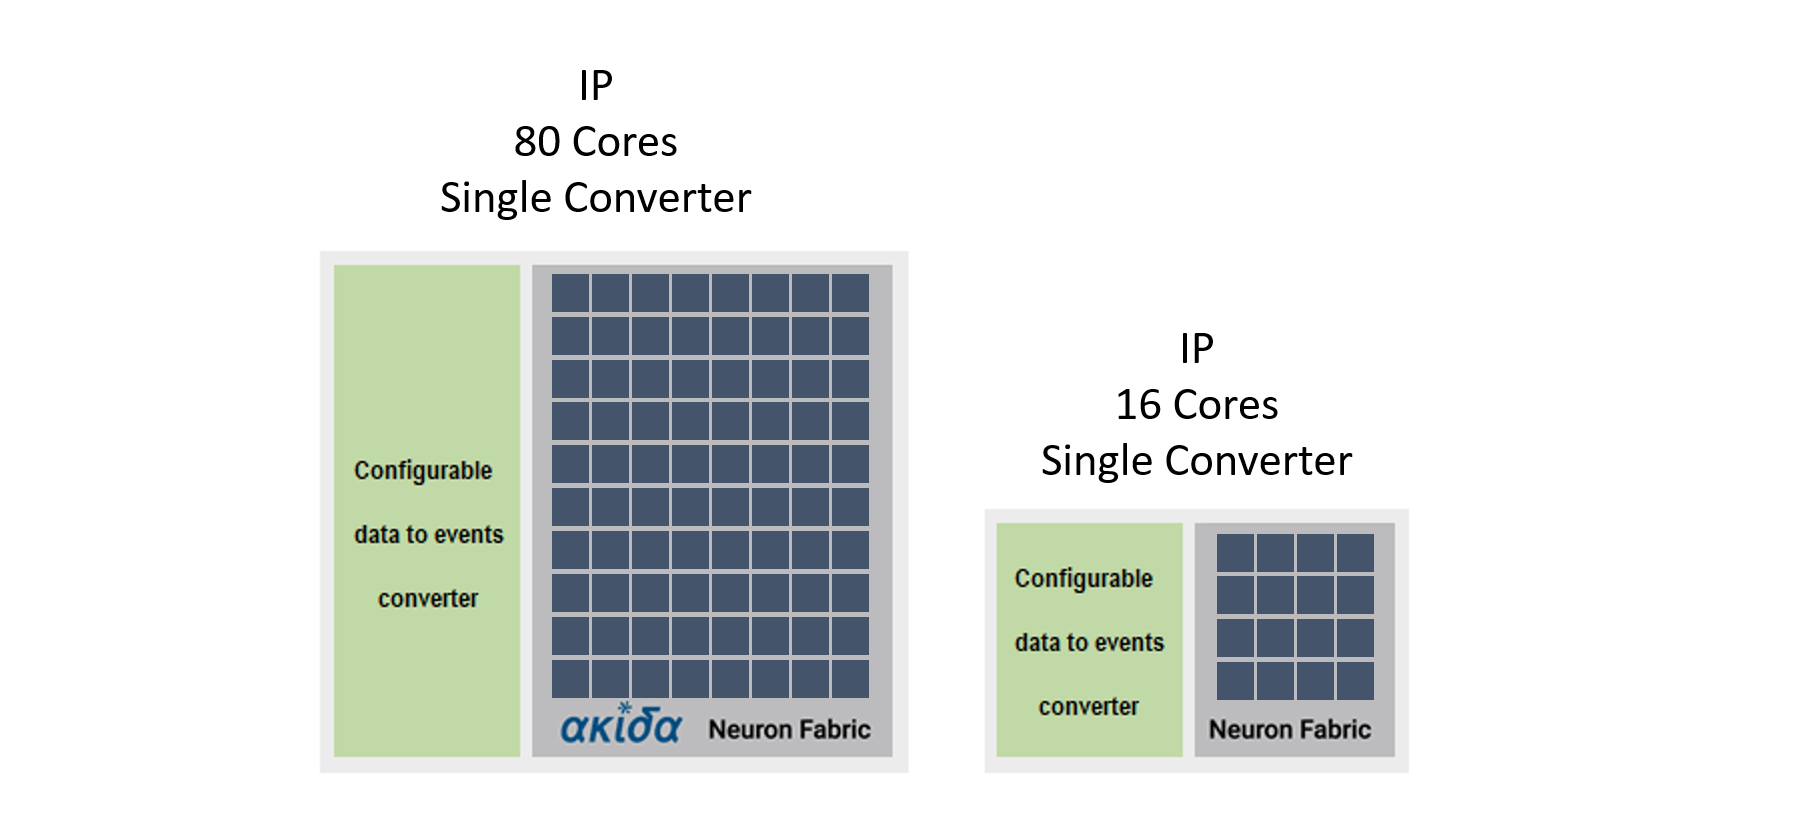 IP
80 Cores
Single Converter
Configurable
data to events
converter
ακίδα Neuron Fabric
IP
16 Cores
Single Converter
Configurable
data to events
converter
Neuron Fabric